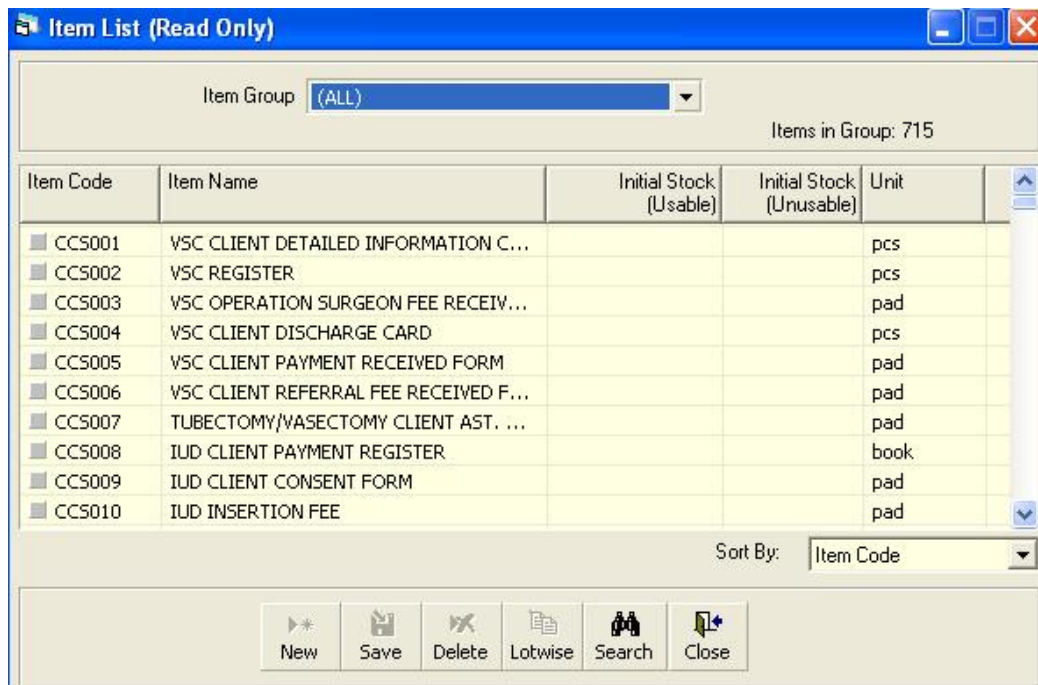 Item List (Read Only)
Item Group (ALL)
Items in Group: 715
Item Code Item Name Initial Stock (Usable) Initial Stock (Unusable) Unit
CCS001 VSC CLIENT DETAILED INFORMATION C... pcs
CCS002 VSC REGISTER pcs
CCS003 VSC OPERATION SURGEON FEE RECEIV... pad
CCS004 VSC CLIENT DISCHARGE CARD pcs
CCS005 VSC CLIENT PAYMENT RECEIVED FORM pad
CCS006 VSC CLIENT REFERRAL FEE RECEIVED F... pad
CCS007 TUBECTOMY/VASECTOMY CLIENT AST. ... pad
CCS008 IUD CLIENT PAYMENT REGISTER book
CCS009 IUD CLIENT CONSENT FORM pad
CCS010 IUD INSERTION FEE pad
Sort By: Item Code
New Save Delete Lotwise Search Close